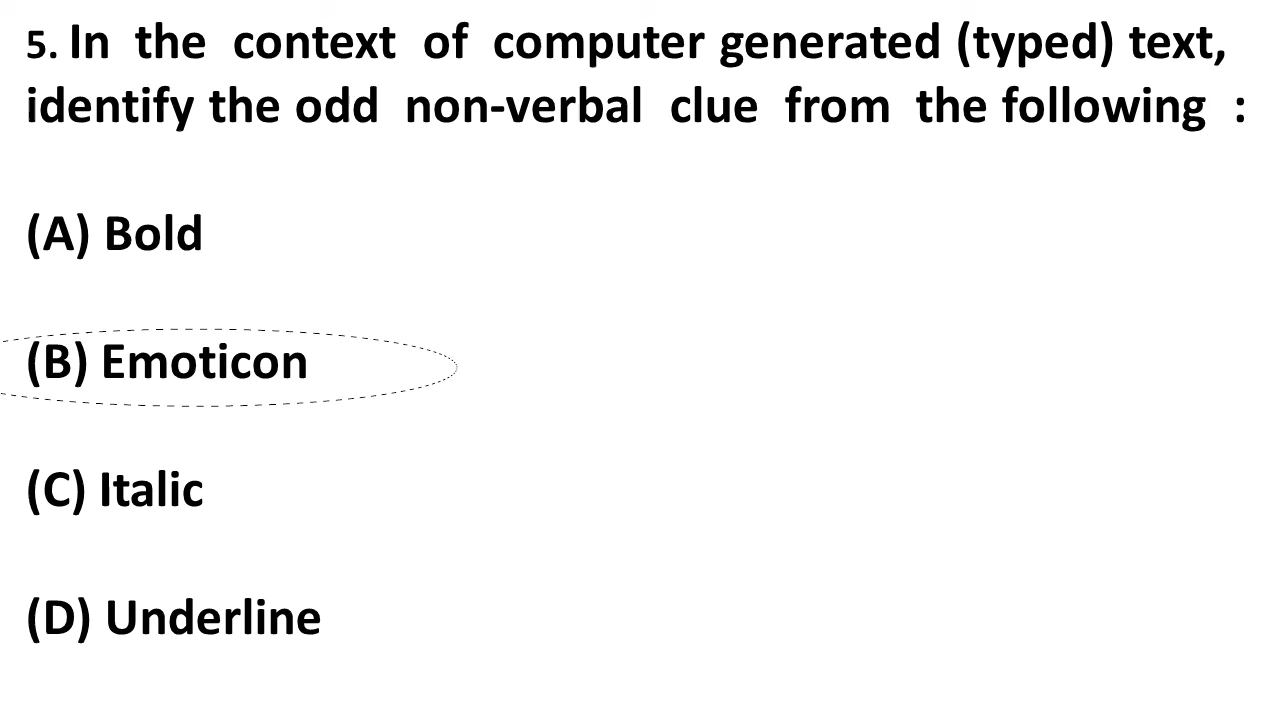 5. In the context of computer generated (typed) text,
identify the odd non-verbal clue from the following :
(A) Bold
(B) Emoticon
(C) Italic
(D) Underline